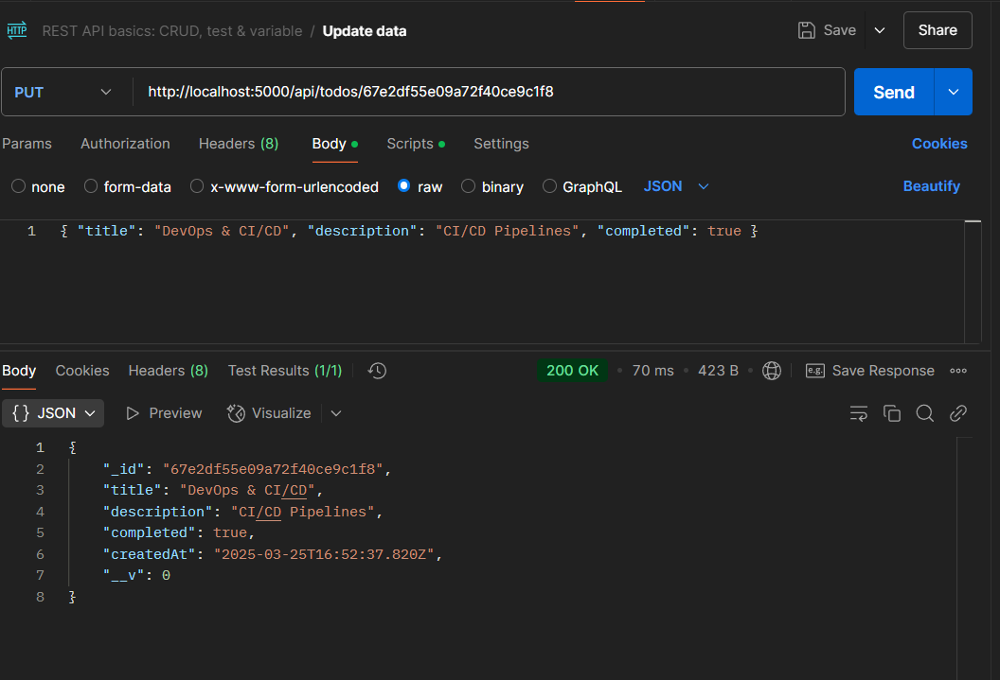 HTTP REST API basics: CRUD, test & variable / Update data Save Share
PUT http://localhost:5000/api/todos/67e2df55e09a72f40ce9c1f8 Send
Params Authorization Headers (8) Body Scripts Settings Cookies
none form-data x-www-form-urlencoded raw binary GraphQL JSON Beautify
1 { "title": "DevOps & CI/CD", "description": "CI/CD Pipelines", "completed": true }
Body Cookies Headers (8) Test Results (1/1) 200 OK 70 ms 423 B e.g. Save Response
{} JSON Preview Visualize
1 {
2 "_id": "67e2df55e09a72f40ce9c1f8",
3 "title": "DevOps & CI/CD",
4 "description": "CI/CD Pipelines",
5 "completed": true,
6 "createdAt": "2025-03-25T16:52:37.820Z",
7 "__v": 0
8 }